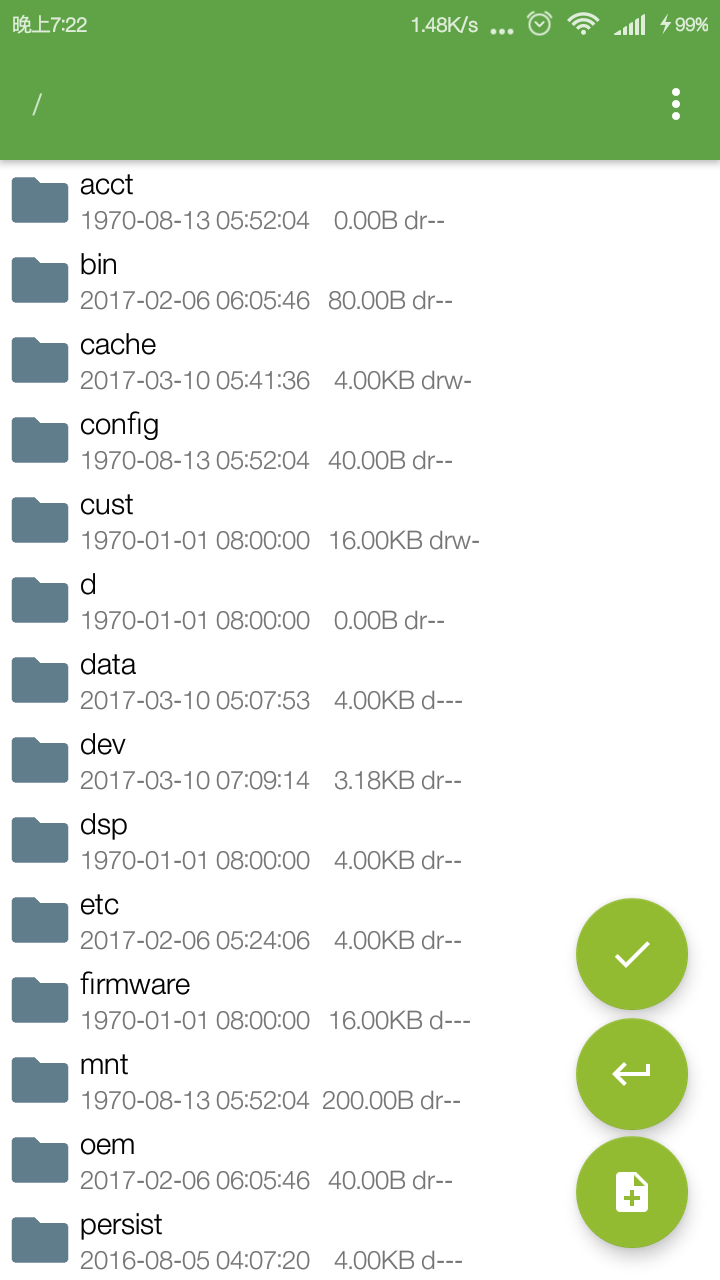 晚上7:22 1.48K/s ... 99%
/
acct
1970-08-13 05:52:04 0.00B dr--
bin
2017-02-06 06:05:46 80.00B dr--
cache
2017-03-10 05:41:36 4.00KB drw-
config
1970-08-13 05:52:04 40.00B dr--
cust
1970-01-01 08:00:00 16.00KB drw-
d
1970-01-01 08:00:00 0.00B dr--
data
2017-03-10 05:07:53 4.00KB d---
dev
2017-03-10 07:09:14 3.18KB dr--
dsp
1970-01-01 08:00:00 4.00KB dr--
etc
2017-02-06 05:24:06 4.00KB dr--
firmware
1970-01-01 08:00:00 16.00KB d---
mnt
1970-08-13 05:52:04 200.00B dr--
oem
2017-02-06 06:05:46 40.00B dr--
persist
2016-08-05 04:07:20 4.00KB d---